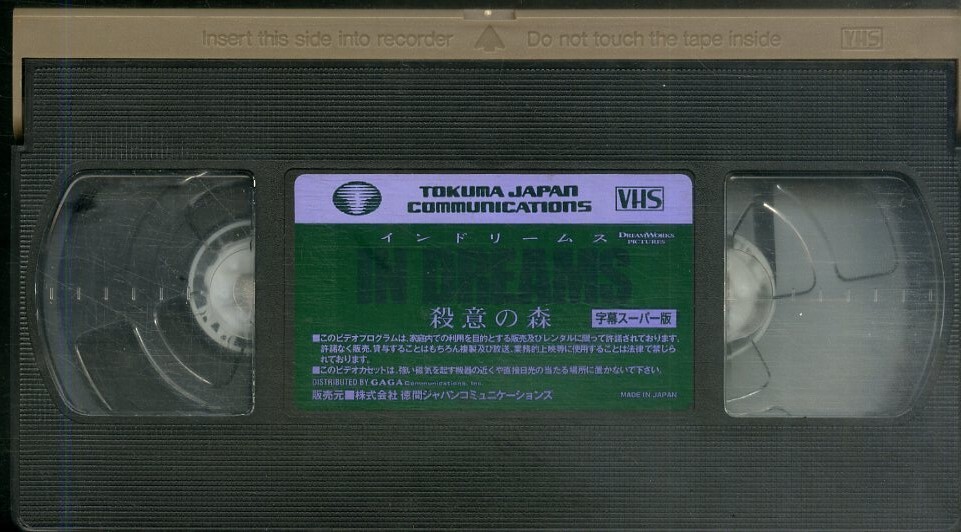 Insert this side into recorder Do not touch the tape inside VHS
TOKUMA JAPAN
COMMUNICATIONS
VHS
インドリームス
DREAMWORKS
PICTURES
IN DREAMS
殺意の森
字幕スーパー版
■このビデオプログラムは、家庭内での利用を目的とする販売及びレンタルに限って許諾されております。
許諾なく販売、貸与することはもちろん複製及び放送、業務的上映等に使用することは法律で禁じら
れております。
■このビデオカセットは、強い磁気を起す機器の近くや直接日光の当たる場所に置かないで下さい。
DISTRIBUTED BY GAGA Communications, Inc.
販売元■株式会社 徳間ジャパンコミュニケーションズ
MADE IN JAPAN